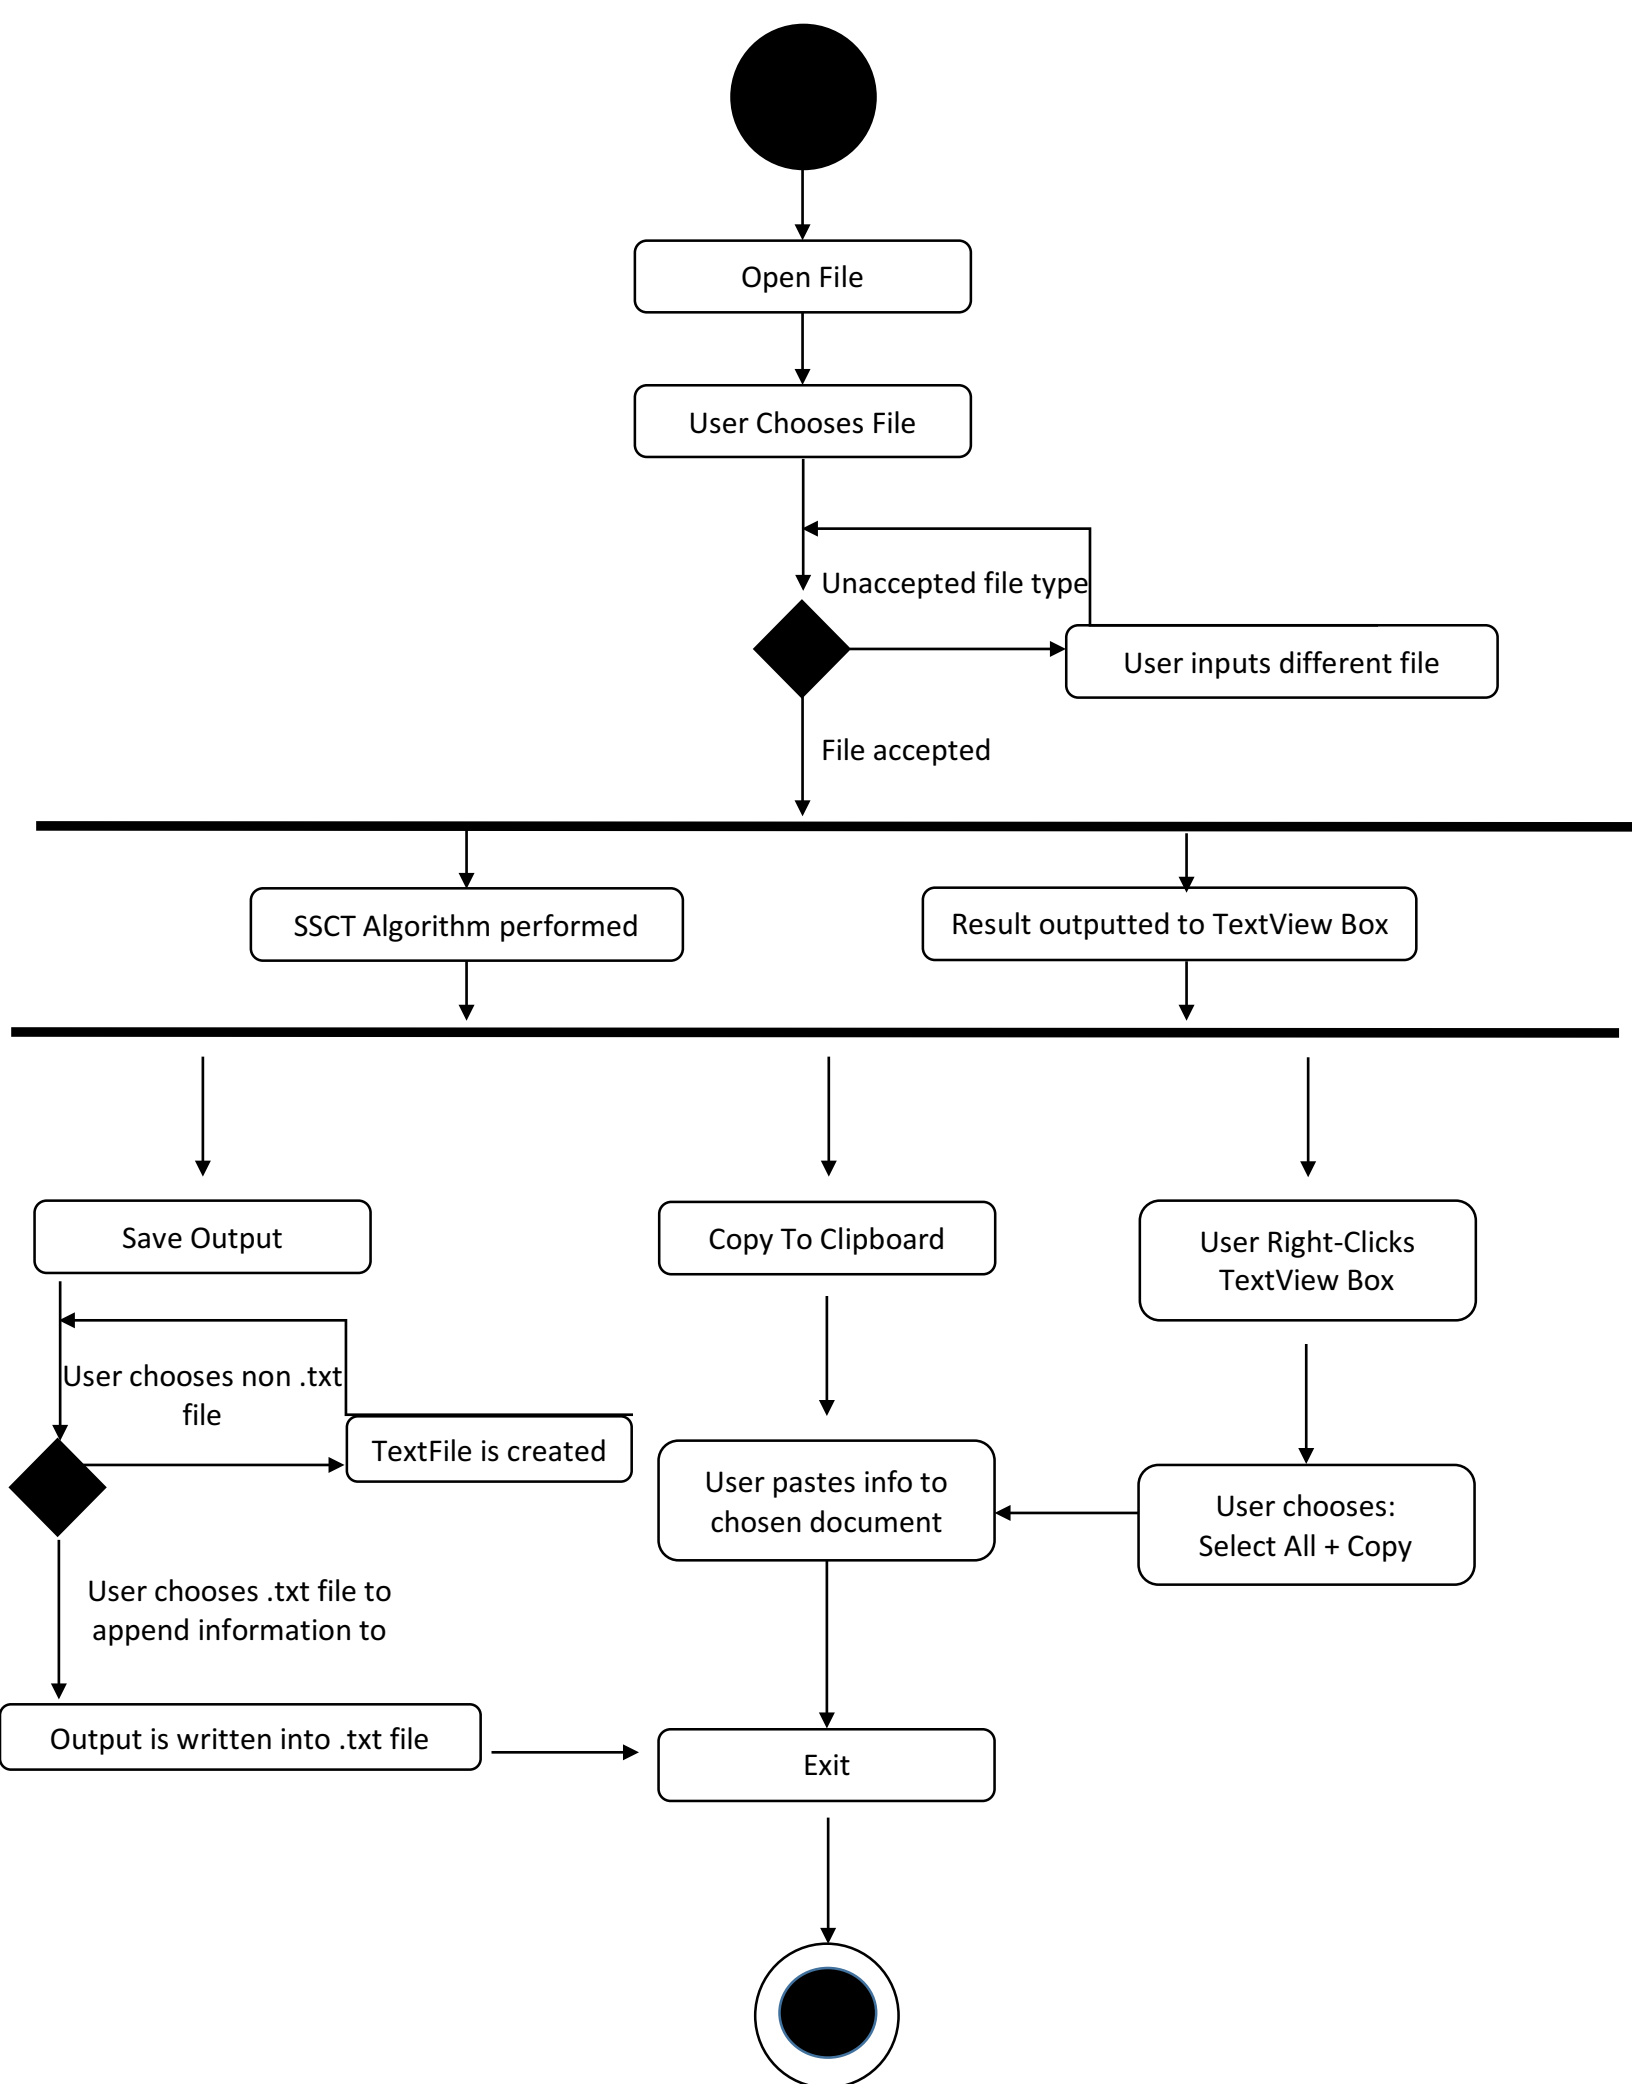 Open File
User Chooses File
Unaccepted file type
User inputs different file
File accepted
SSCT Algorithm performed
Result outputted to TextView Box
Save Output
Copy To Clipboard
User Right-Clicks
TextView Box
User chooses non .txt
file
TextFile is created
User pastes info to
chosen document
User chooses:
Select All + Copy
User chooses .txt file to
append information to
Output is written into .txt file
Exit